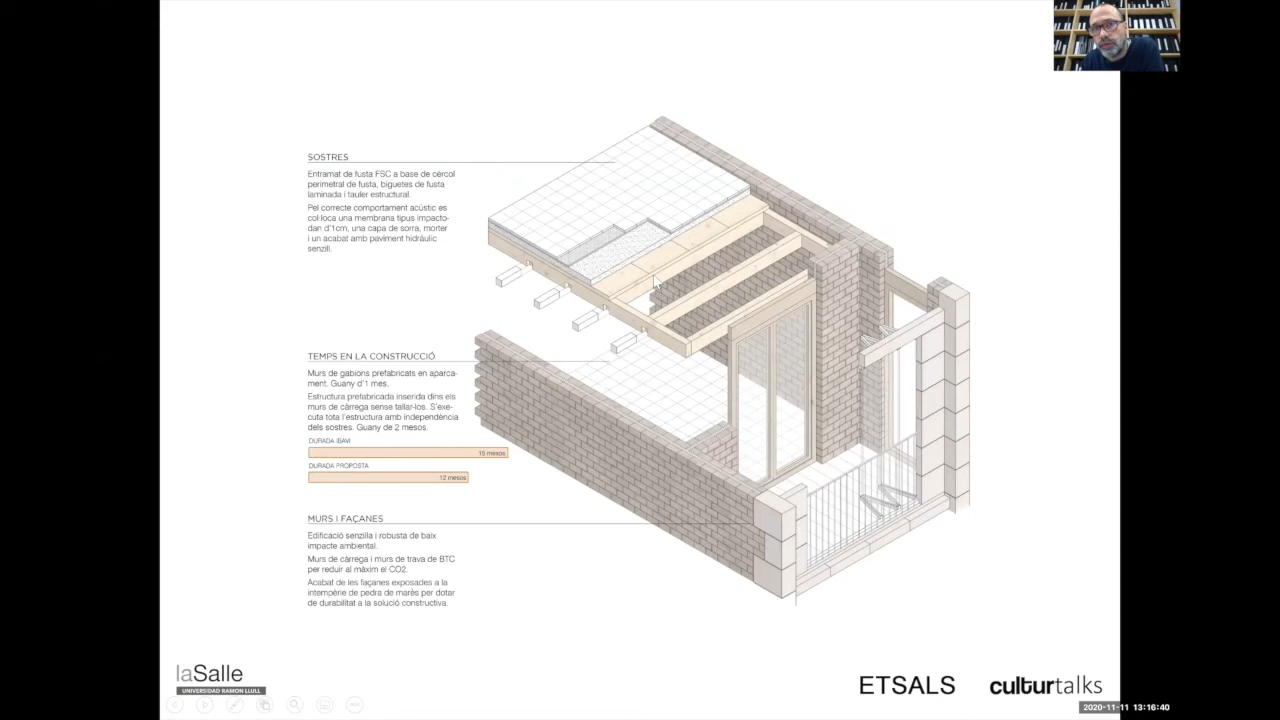 SOSTRES
Entramat de fusta FSC a base de cèrcol
perimetral de fusta, biguetes de fusta
laminada i tauler estructural.
Pel correcte comportament acústic es
col·loca una membrana tipus impacto-
dan d'1cm, una capa de sorra, morter
i un acabat amb paviment hidràulic
senzill.
TEMPS EN LA CONSTRUCCIÓ
Murs de gabions prefabricats en aparca-
ment. Guany d'1 mes.
Estructura prefabricada inserida dins els
murs de càrrega sense tallar-los. S'exe-
cuta tota l'estructura amb independència
dels sostres. Guany de 2 mesos.
DURADA IBAVI
15 mesos
DURADA PROPOSTA
12 mesos
MURS I FAÇANES
Edificació senzilla i robusta de baix
impacte ambiental.
Murs de càrrega i murs de trava de BTC
per reduir al màxim el CO2.
Acabat de les façanes exposades a la
intempèrie de pedra de marès per dotar
de durabilitat a la solució constructiva.
laSalle
UNIVERSIDAD RAMON LLULL
ETSALS
culturtalks
2020-11-11 13:16:40